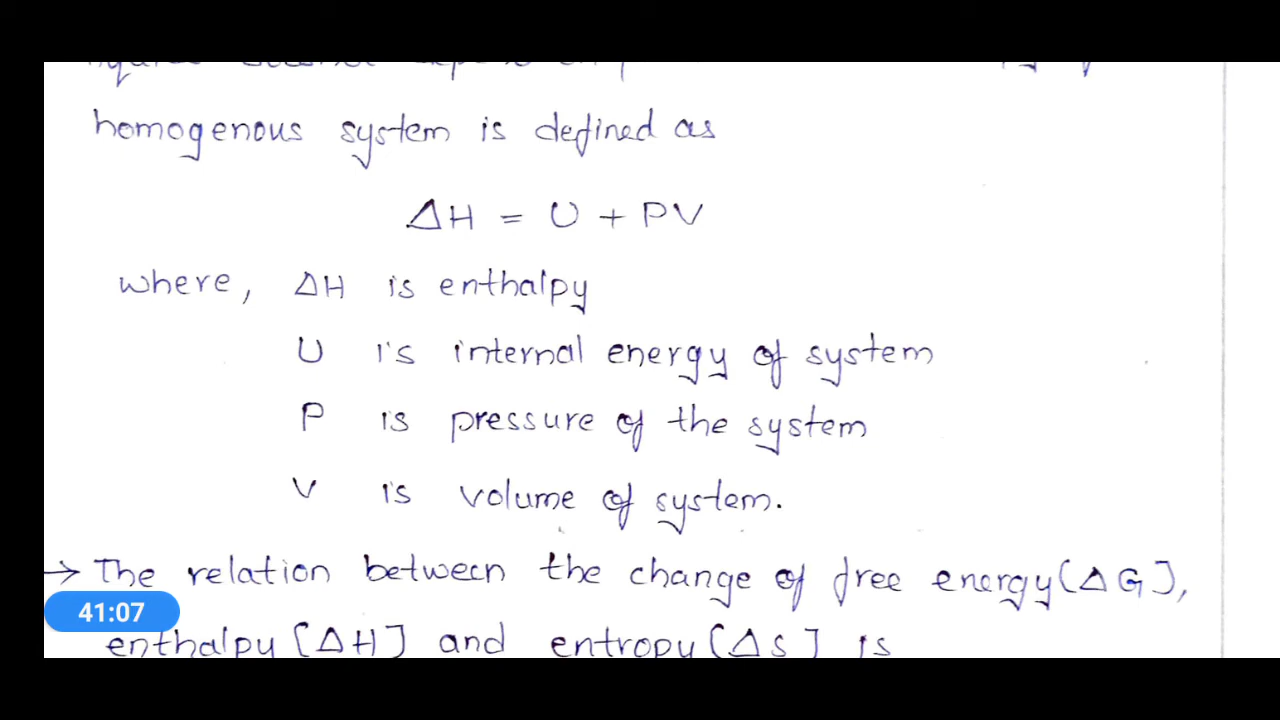 homogenous system is defined as
ΔH = U + PV
where, ΔH is enthalpy
U is internal energy of system
P is pressure of the system
V is volume of system.
→ The relation between the change of free energy [ΔG],
41:07
enthalpy [ΔH] and entropy [ΔS] is